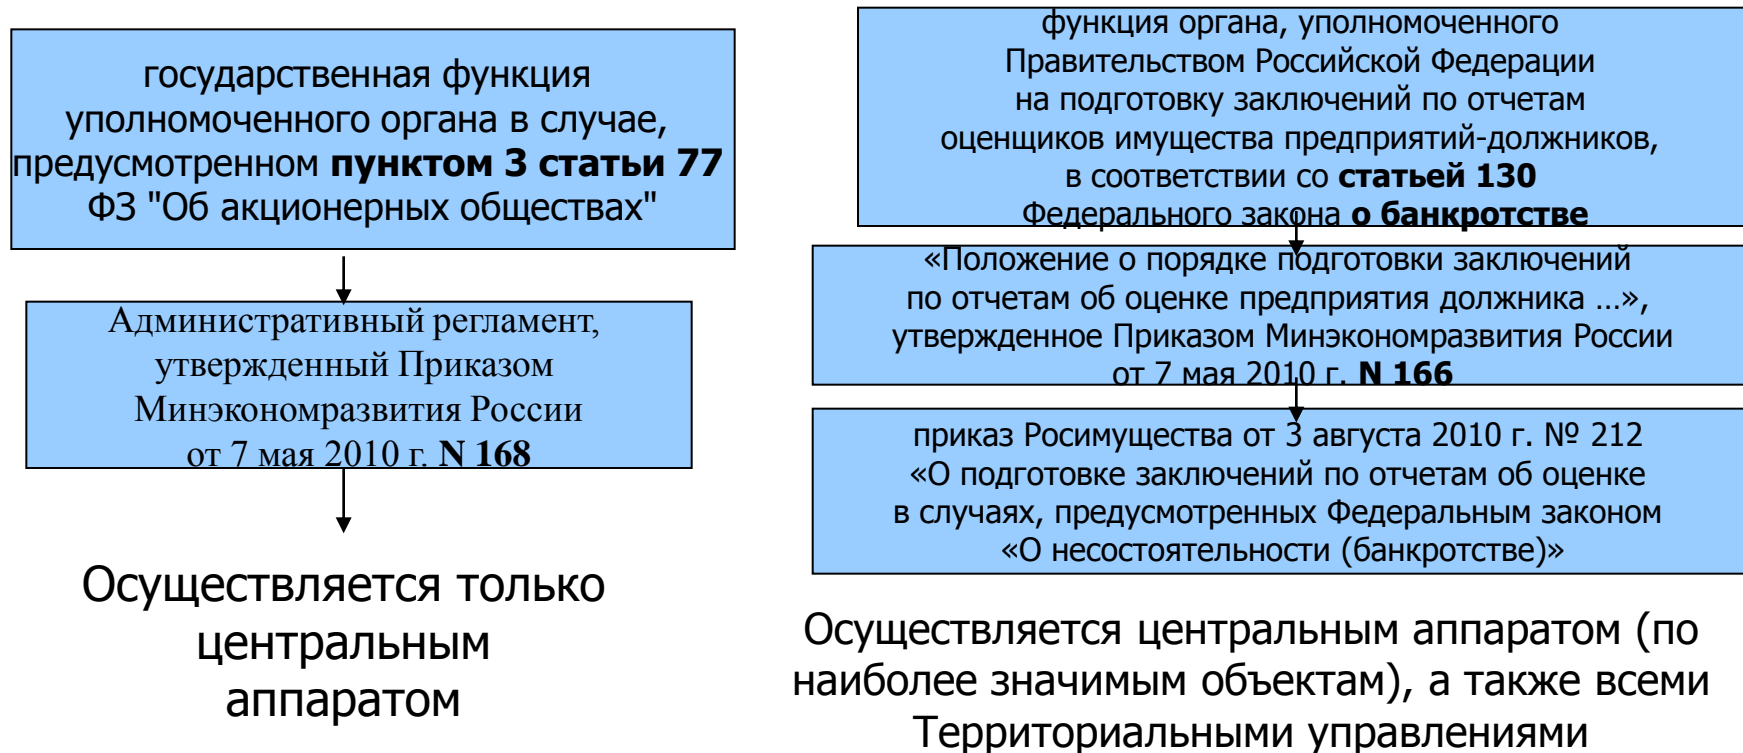 государственная функция
уполномоченного органа в случае,
предусмотренном пунктом 3 статьи 77
ФЗ "Об акционерных обществах"
Административный регламент,
утвержденный Приказом
Минэкономразвития России
от 7 мая 2010 г. N 168
Осуществляется только
центральным
аппаратом
функция органа, уполномоченного
Правительством Российской Федерации
на подготовку заключений по отчетам
оценщиков имущества предприятий-должников,
в соответствии со статьей 130
Федерального закона о банкротстве
«Положение о порядке подготовки заключений
по отчетам об оценке предприятия должника ...»,
утвержденное Приказом Минэкономразвития России
от 7 мая 2010 г. N 166
приказ Росимущества от 3 августа 2010 г. № 212
«О подготовке заключений по отчетам об оценке
в случаях, предусмотренных Федеральным законом
«О несостоятельности (банкротстве)»
Осуществляется центральным аппаратом (по
наиболее значимым объектам), а также всеми
Территориальными управлениями